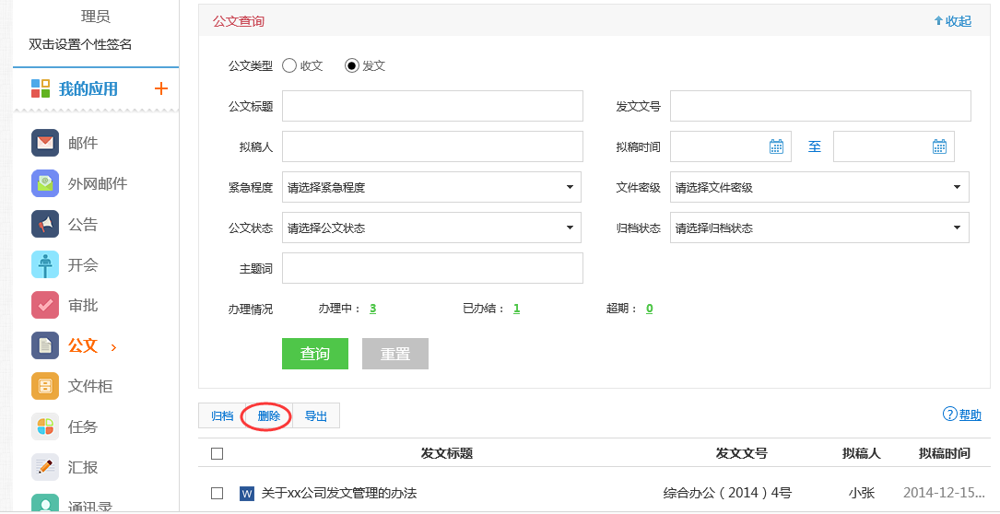 理员
双击设置个性签名
我的应用 +
邮件
外网邮件
公告
开会
审批
公文 ›
文件柜
任务
汇报
通讯录
公文查询 收起
公文类型 收文 发文
公文标题 发文文号
拟稿人 拟稿时间 至
紧急程度 请选择紧急程度 文件密级 请选择文件密级
公文状态 请选择公文状态 归档状态 请选择归档状态
主题词
办理情况 办理中： 3 已办结： 1 超期： 0
查询 重置
归档 删除 导出 ?帮助
发文标题 发文文号 拟稿人 拟稿时间
W 关于xx公司发文管理的办法 综合办公（2014）4号 小张 2014-12-15...